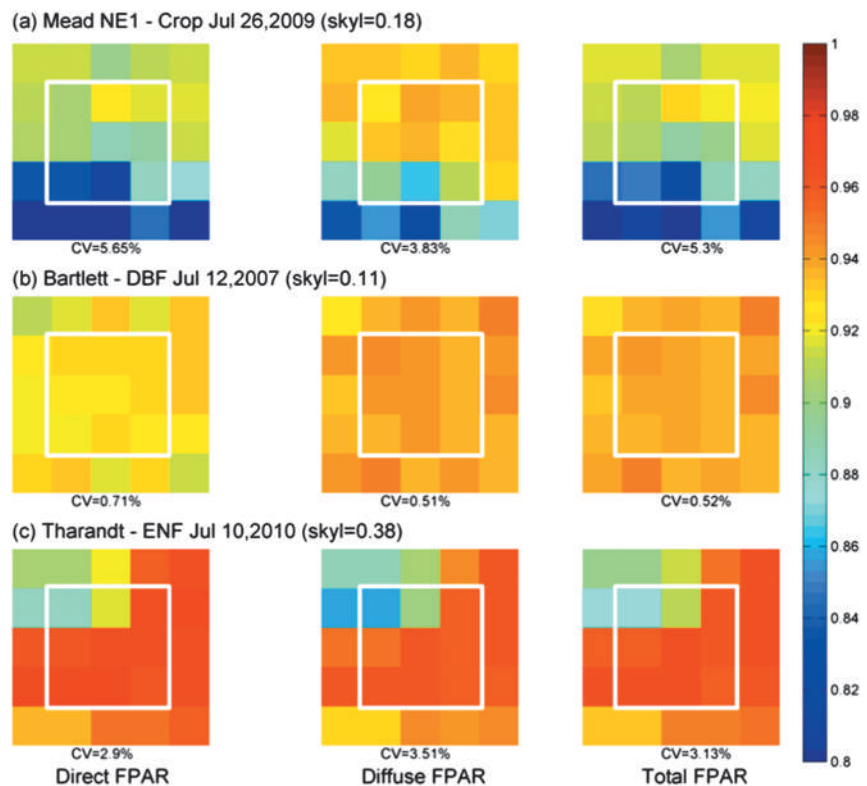 (a) Mead NE1 - Crop Jul 26,2009 (skyl=0.18)
CV=5.65%
CV=3.83%
CV=5.3%
(b) Bartlett - DBF Jul 12,2007 (skyl=0.11)
CV=0.71%
CV=0.51%
CV=0.52%
(c) Tharandt - ENF Jul 10,2010 (skyl=0.38)
CV=2.9%
CV=3.51%
CV=3.13%
Direct FPAR
Diffuse FPAR
Total FPAR
1
0.98
0.96
0.94
0.92
0.9
0.88
0.86
0.84
0.82
0.8